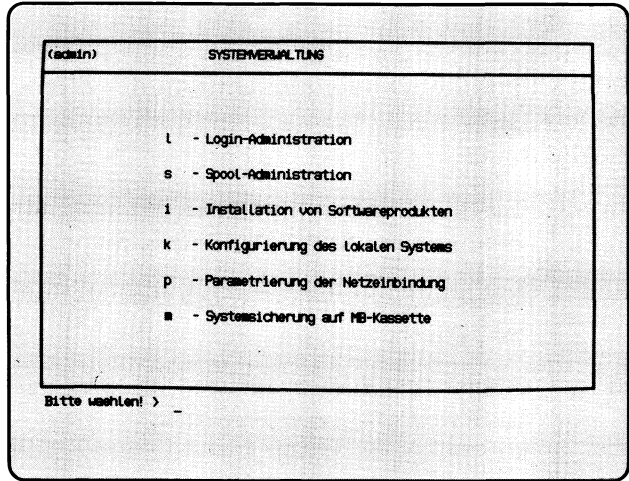 (admin) SYSTEMVERWALTUNG
l - Login-Administration
s - Spool-Administration
i - Installation von Softwareprodukten
k - Konfigurierung des lokalen Systems
p - Parametrierung der Netzeinbindung
m - Systemsicherung auf MB-Kassette
Bitte waehlen! > _